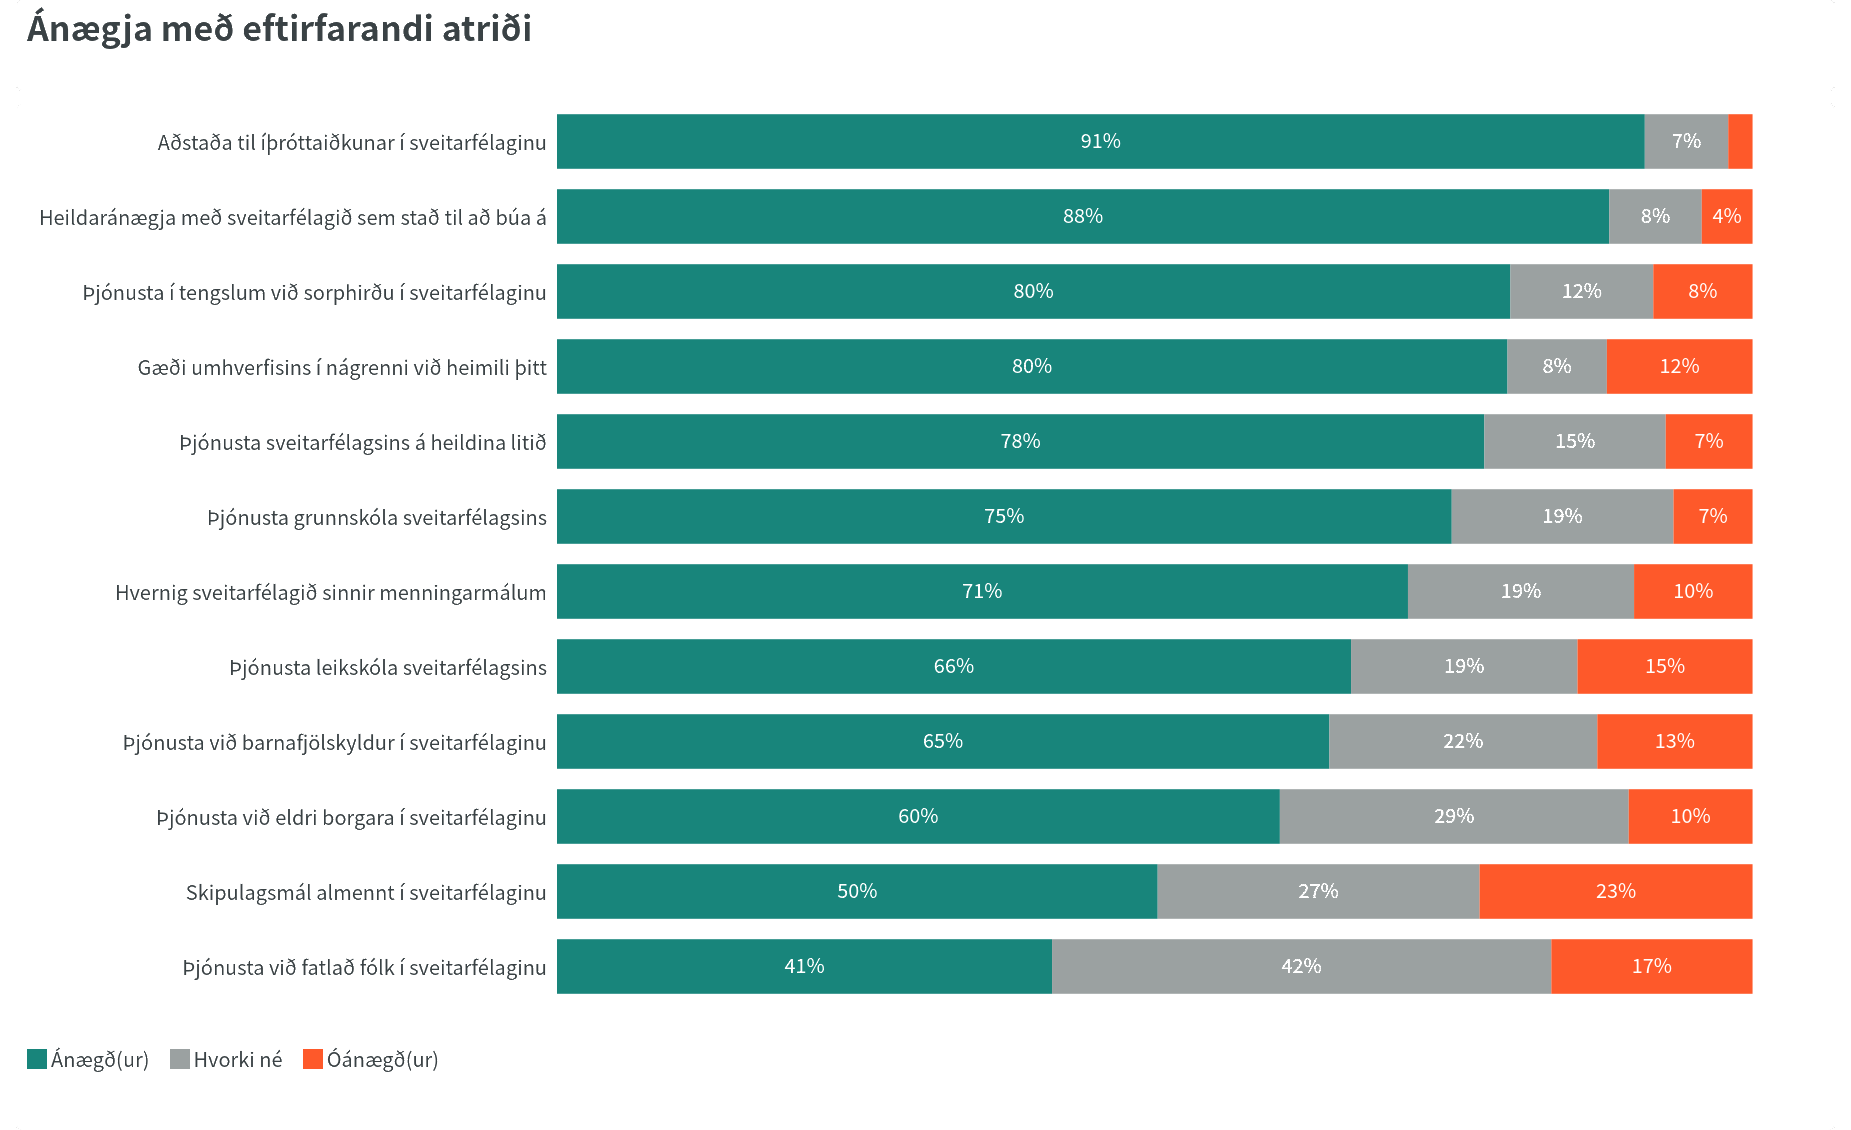 Ánægja með eftirfarandi atriði
Aðstaða til íþróttaiðkunar í sveitarfélaginu 91% 7%
Heildaránægja með sveitarfélagið sem stað til að búa á 88% 8% 4%
Þjónusta í tengslum við sorphirðu í sveitarfélaginu 80% 12% 8%
Gæði umhverfisins í nágrenni við heimili þitt 80% 8% 12%
Þjónusta sveitarfélagsins á heildina litið 78% 15% 7%
Þjónusta grunnskóla sveitarfélagsins 75% 19% 7%
Hvernig sveitarfélagið sinnir menningarmálum 71% 19% 10%
Þjónusta leikskóla sveitarfélagsins 66% 19% 15%
Þjónusta við barnafjölskyldur í sveitarfélaginu 65% 22% 13%
Þjónusta við eldri borgara í sveitarfélaginu 60% 29% 10%
Skipulagsmál almennt í sveitarfélaginu 50% 27% 23%
Þjónusta við fatlað fólk í sveitarfélaginu 41% 42% 17%
Ánægð(ur) Hvorki né Óánægð(ur)